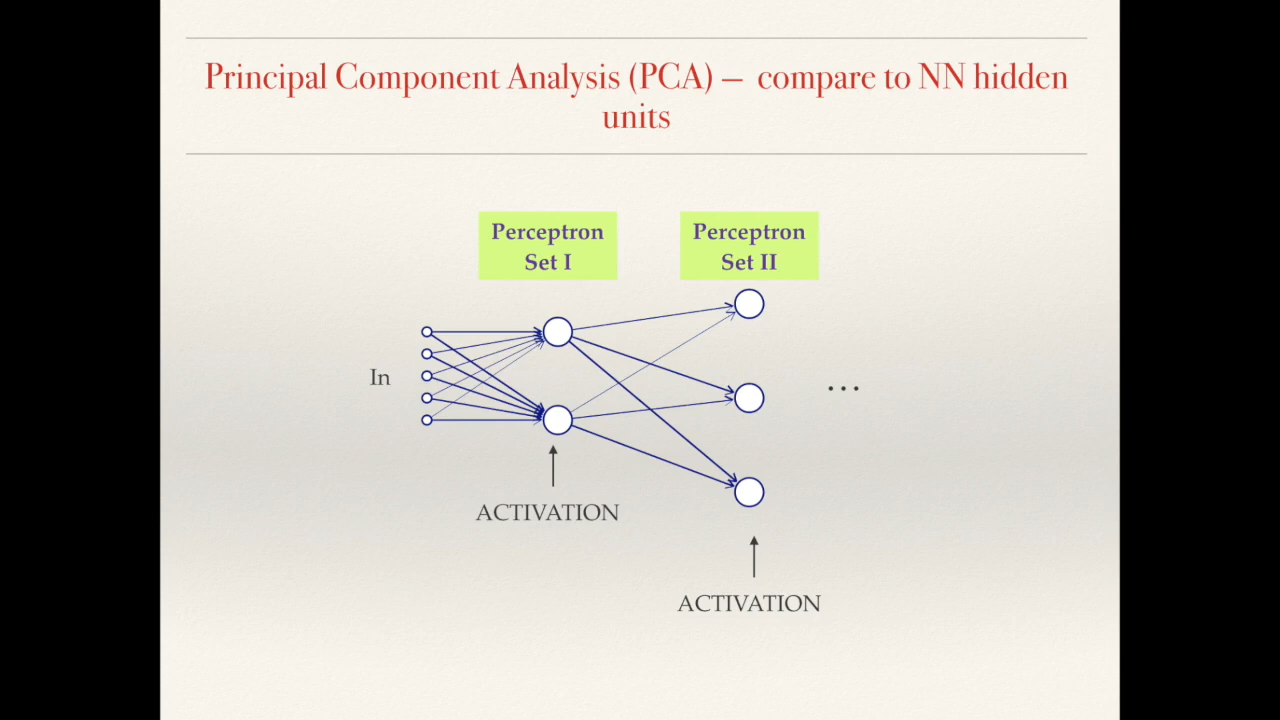 Principal Component Analysis (PCA) – compare to NN hidden
units
Perceptron
Set I
Perceptron
Set II
In
...
ACTIVATION
ACTIVATION